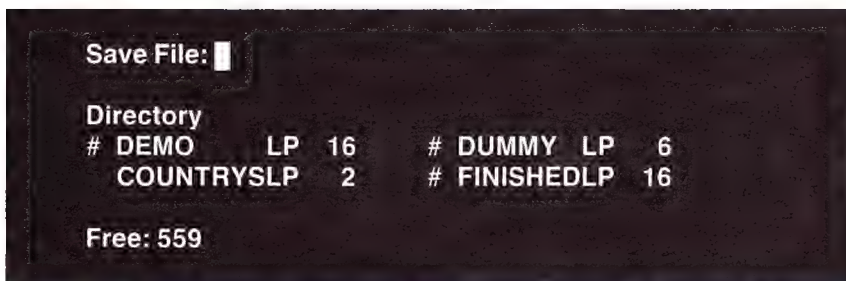 Save File:
Directory
# DEMO LP 16 # DUMMY LP 6
COUNTRYSLP 2 # FINISHEDLP 16
Free: 559